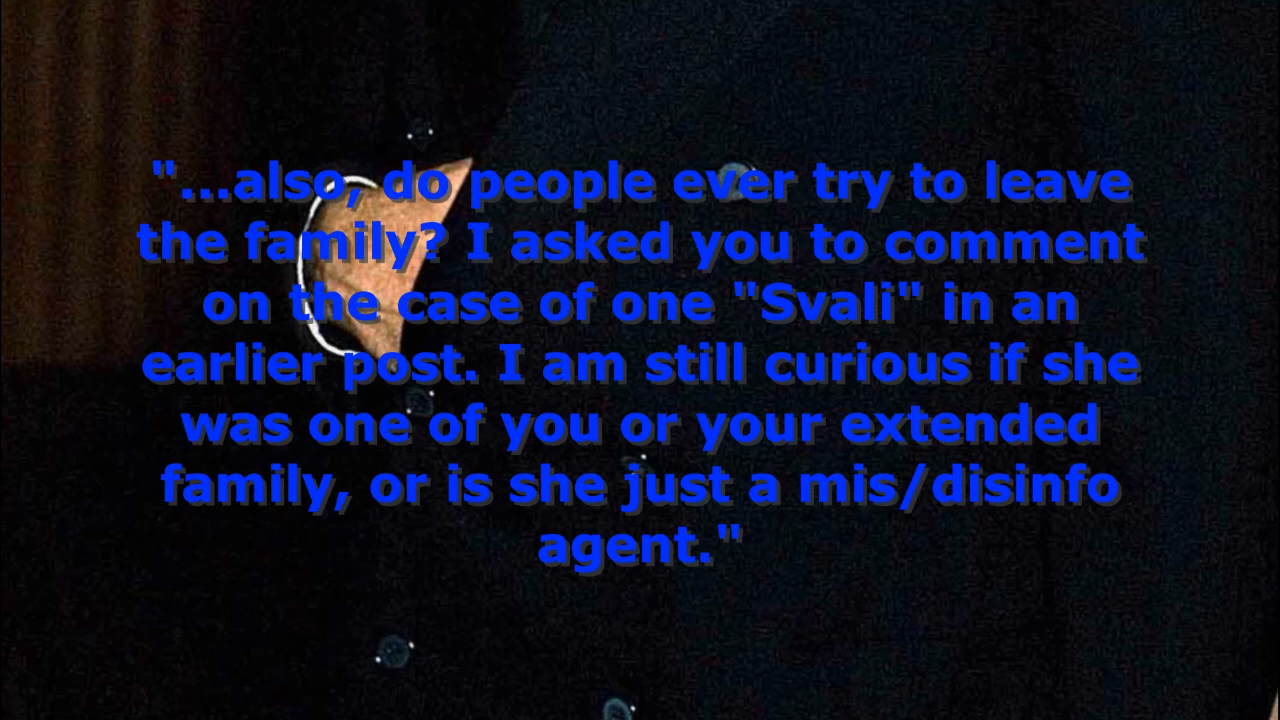 "...also, do people ever try to leave
the family? I asked you to comment
on the case of one "Svali" in an
earlier post. I am still curious if she
was one of you or your extended
family, or is she just a mis/disinfo
agent."